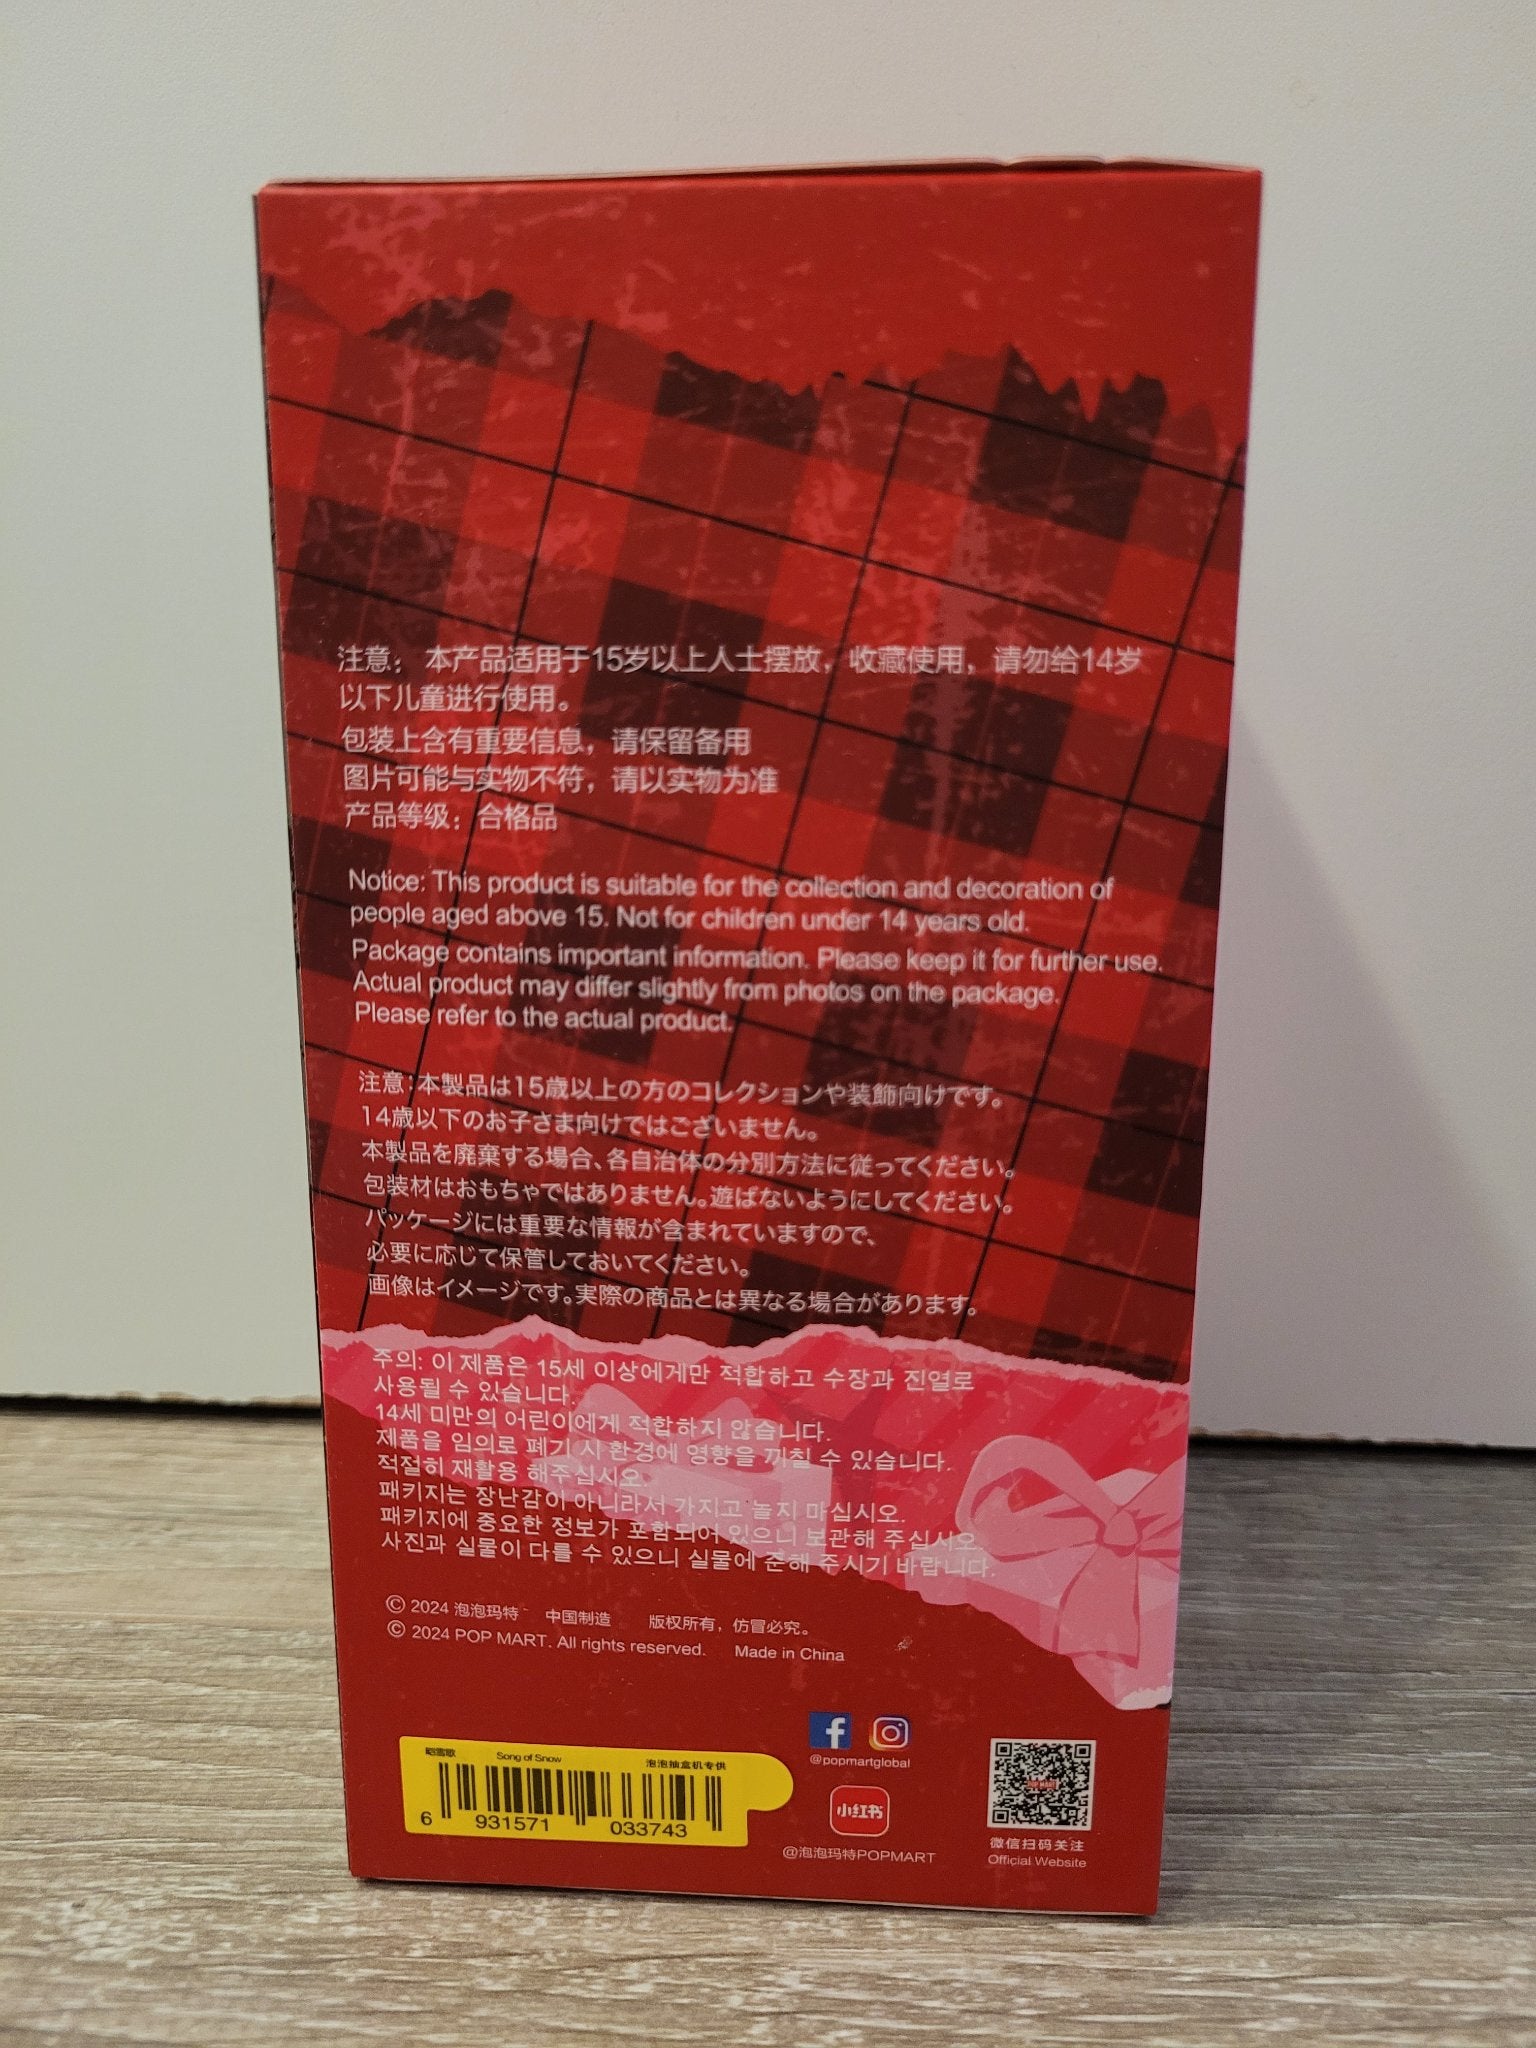 注意：本产品适用于15岁以上人士摆放，收藏使用，请勿给14岁
以下儿童进行使用。
包装上含有重要信息，请保留备用
图片可能与实物不符，请以实物为准
产品等级：合格品
Notice: This product is suitable for the collection and decoration of
people aged above 15. Not for children under 14 years old.
Package contains important information. Please keep it for further use.
Actual product may differ slightly from photos on the package.
Please refer to the actual product.
注意：本製品は15歳以上の方のコレクションや装飾向けです。
14歳以下のお子さま向けではございません。
本製品を廃棄する場合、各自治体の分別方法に従ってください。
包装材はおもちゃではありません。遊ばないようにしてください。
パッケージには重要な情報が含まれていますので、
必要に応じて保管しておいてください。
画像はイメージです。実際の商品とは異なる場合があります。
주의: 이 제품은 15세 이상에게만 적합하고 수장과 진열로
사용될 수 있습니다.
14세 미만의 어린이에게 적합하지 않습니다.
제품을 임의로 폐기 시 환경에 영향을 끼칠 수 있습니다.
적절히 재활용 해주십시오.
패키지는 장난감이 아니라서 가지고 놀지 마십시오.
패키지에 중요한 정보가 포함되어 있으니 보관해 주십시오.
사진과 실물이 다를 수 있으니 실물에 준해 주시기 바랍니다.
© 2024 泡泡玛特 中国制造 版权所有，仿冒必究。
© 2024 POP MART. All rights reserved. Made in China
Song of Snow 泡泡抽盒机专供
6 931571 033743
@popmartglobal
小红书
@泡泡玛特POPMART
POP MART
微信扫码关注
Official Website